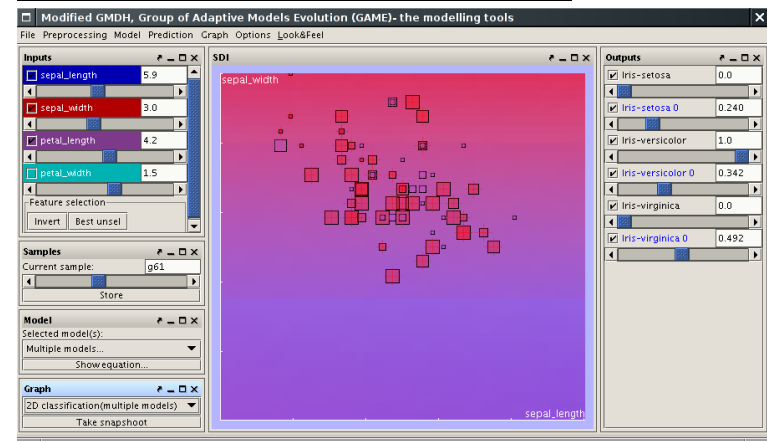 Modified GMDH, Group of Adaptive Models Evolution (GAME)- the modelling tools
File Preprocessing Model Prediction Graph Options Look&Feel
Inputs
sepal_length 5.9
sepal_width 3.0
petal_length 4.2
petal_width 1.5
Feature selection
Invert Best unsel
Samples
Current sample: g61
Store
Model
Selected model(s):
Multiple models...
Show equation...
Graph
2D classification(multiple models)
Take snapshoot
SDI
sepal_width
sepal_length
Outputs
Iris-setosa 0.0
Iris-setosa 0 0.240
Iris-versicolor 1.0
Iris-versicolor 0 0.342
Iris-virginica 0.0
Iris-virginica 0 0.492